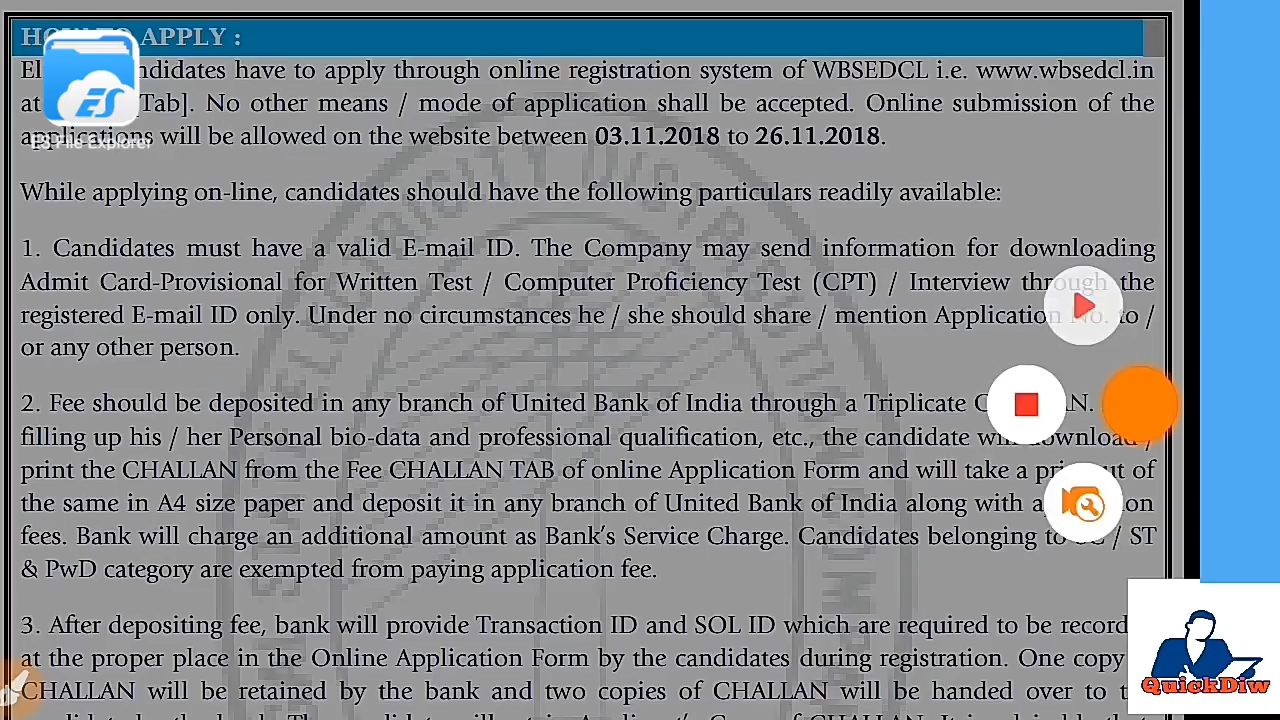 HOW TO APPLY :
ndidates have to apply through online registration system of WBSEDCL i.e. www.wbsedcl.in
at Tab]. No other means / mode of application shall be accepted. Online submission of the
applications will be allowed on the website between 03.11.2018 to 26.11.2018.
ES File Explorer
While applying on-line, candidates should have the following particulars readily available:
1. Candidates must have a valid E-mail ID. The Company may send information for downloading
Admit Card-Provisional for Written Test / Computer Proficiency Test (CPT) / Interview through the
registered E-mail ID only. Under no circumstances he / she should share / mention Application No. to /
or any other person.
2. Fee should be deposited in any branch of United Bank of India through a Triplicate
filling up his / her Personal bio-data and professional qualification, etc., the candidate will download /
print the CHALLAN from the Fee CHALLAN TAB of online Application Form and will take a print out of
the same in A4 size paper and deposit it in any branch of United Bank of India along with
fees. Bank will charge an additional amount as Bank's Service Charge. Candidates belonging to SC / ST
& PwD category are exempted from paying application fee.
3. After depositing fee, bank will provide Transaction ID and SOL ID which are required to be record
at the proper place in the Online Application Form by the candidates during registration. One copy
CHALLAN will be retained by the bank and two copies of CHALLAN will be handed over to
QuickDiw